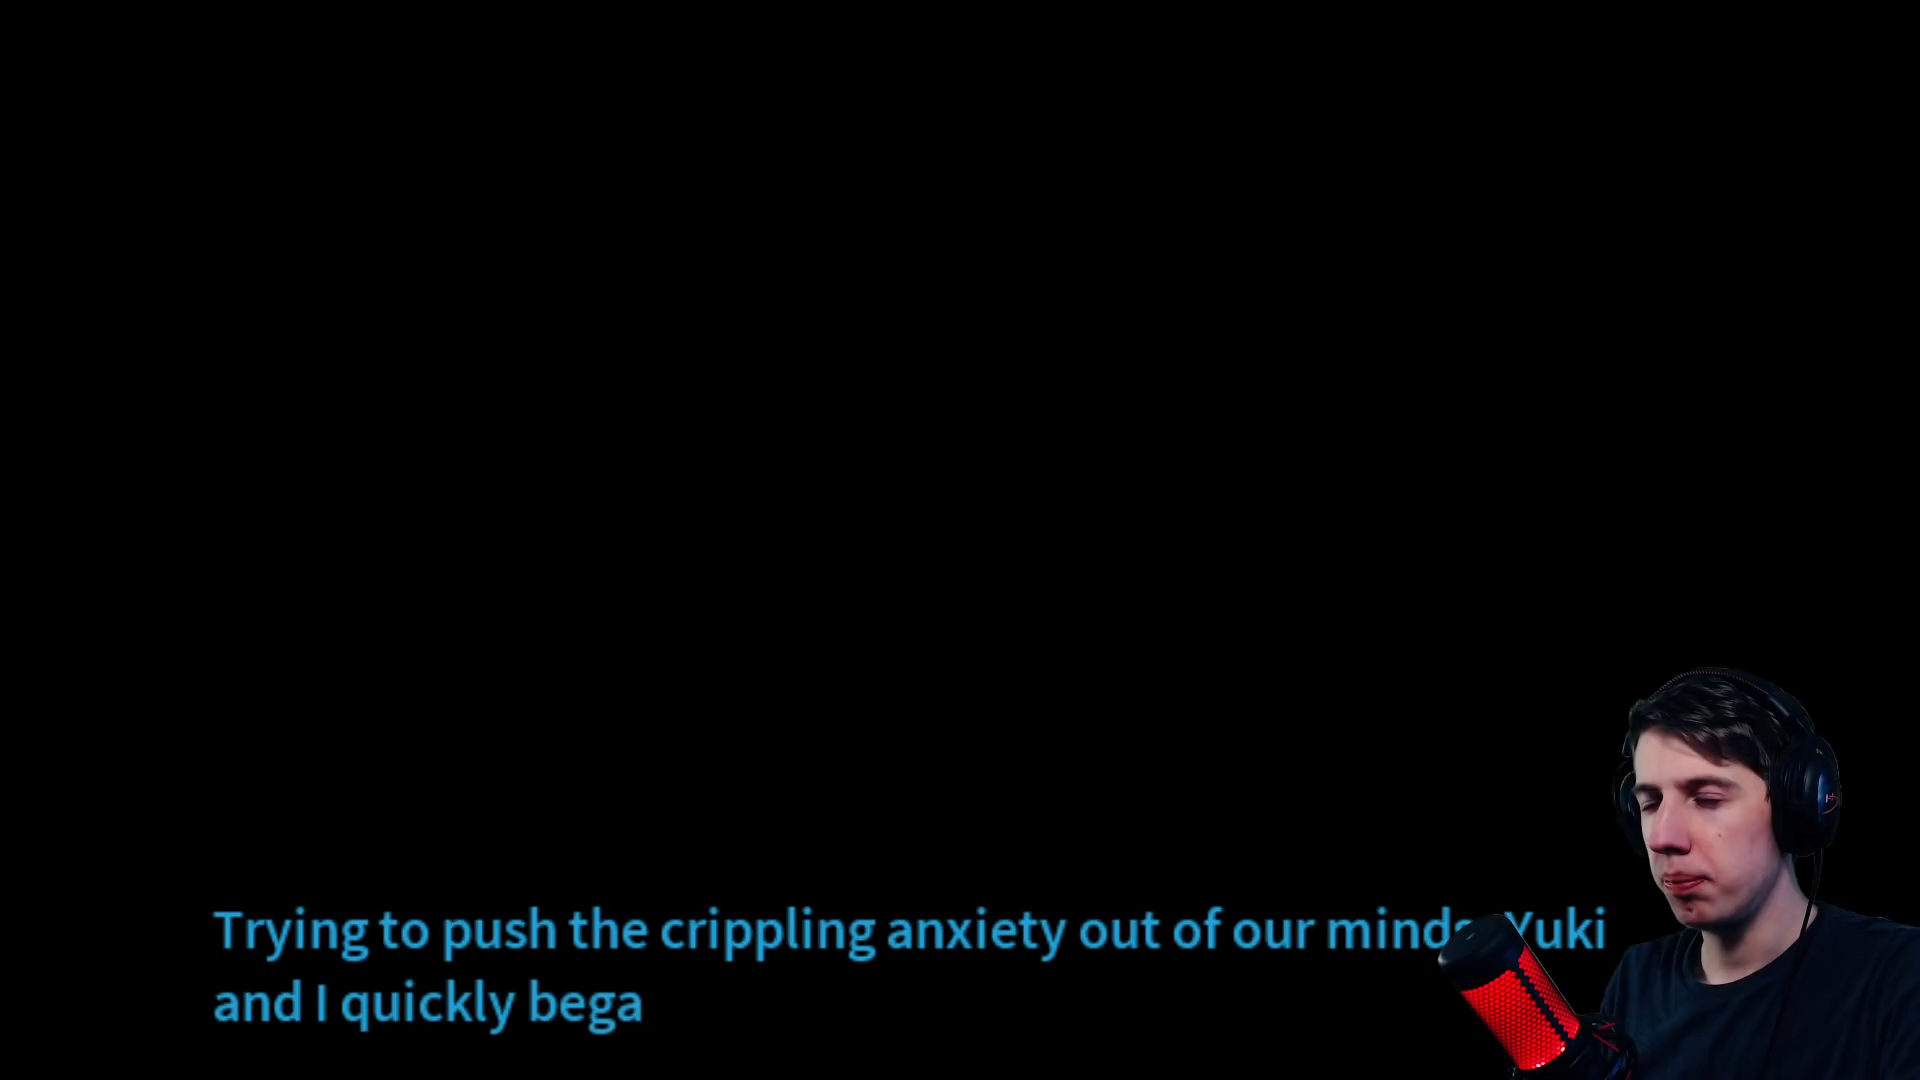 Trying to push the crippling anxiety out of our minds, Yuki
and I quickly bega